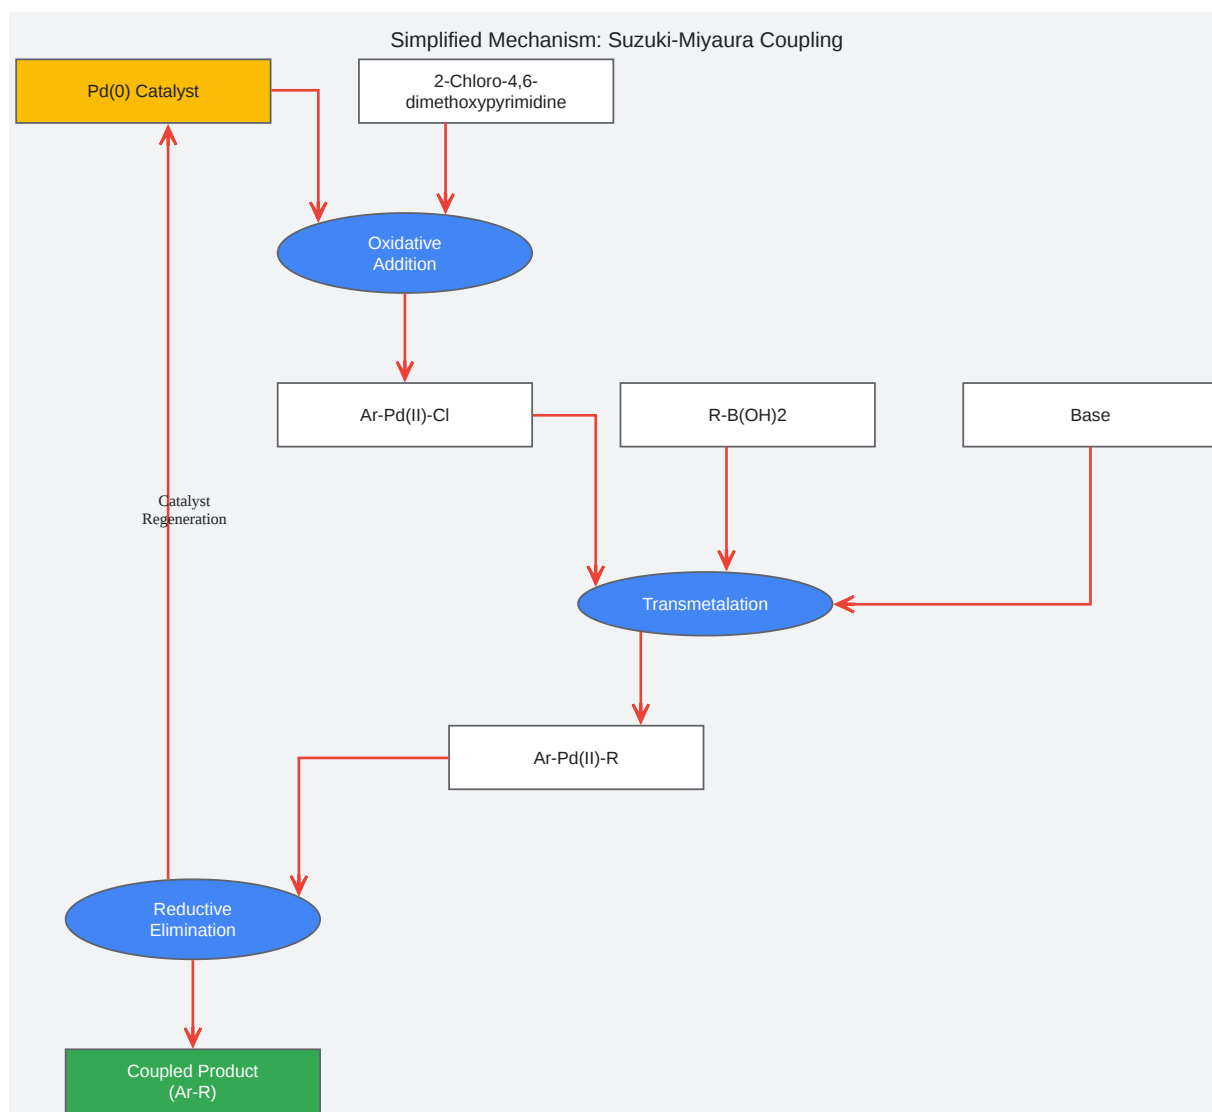 Simplified Mechanism: Suzuki-Miyaura Coupling
Pd(0) Catalyst
2-Chloro-4,6-
dimethoxypyrimidine
Oxidative
Addition
Ar-Pd(II)-Cl
R-B(OH)2
Base
Catalyst
Regeneration
Transmetalation
Ar-Pd(II)-R
Reductive
Elimination
Coupled Product
(Ar-R)